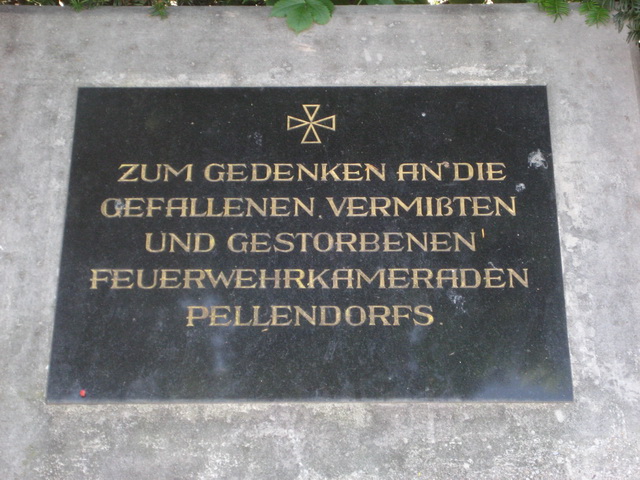 ZUM GEDENKEN AN DIE
GEFALLENEN, VERMIßTEN
UND GESTORBENEN
FEUERWEHRKAMERADEN
PELLENDORFS